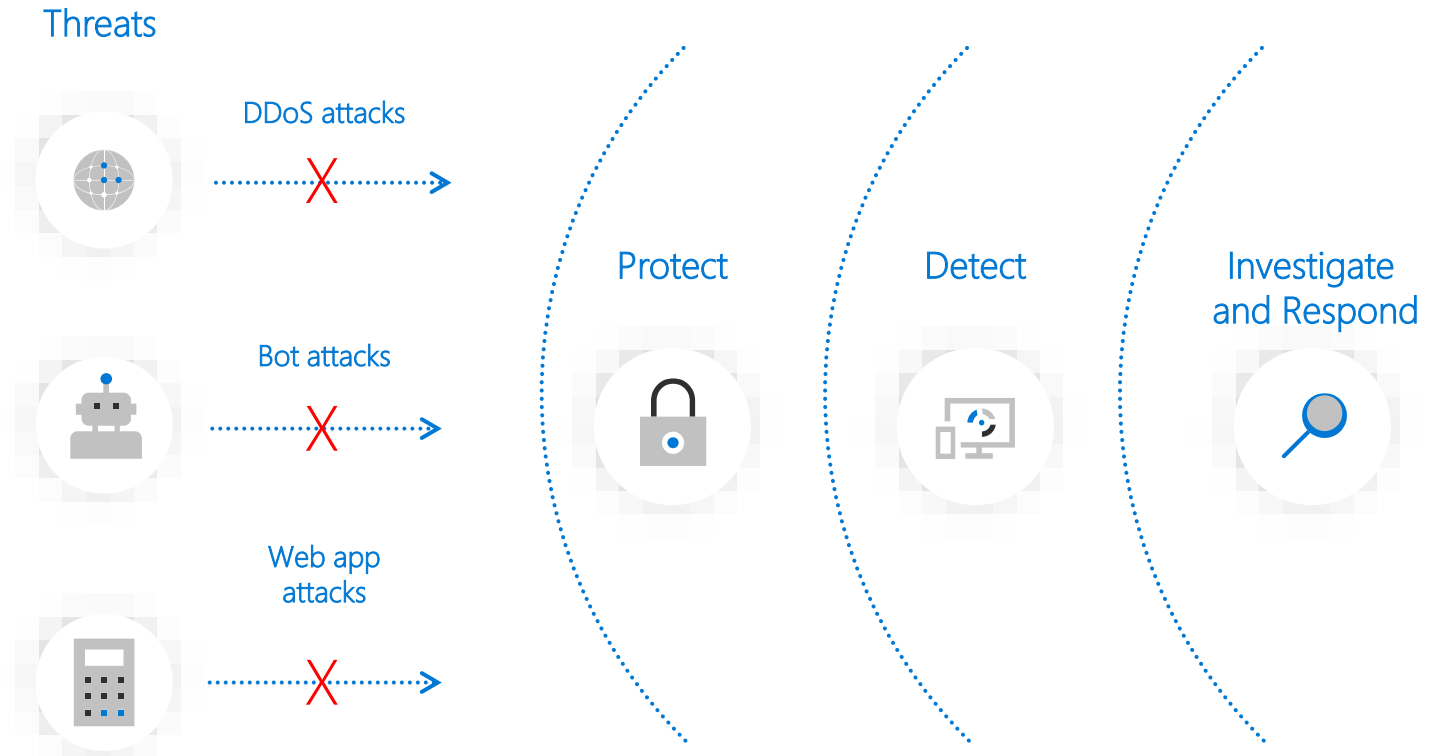 Threats
DDoS attacks
Bot attacks
Web app
attacks
Protect
Detect
Investigate
and Respond